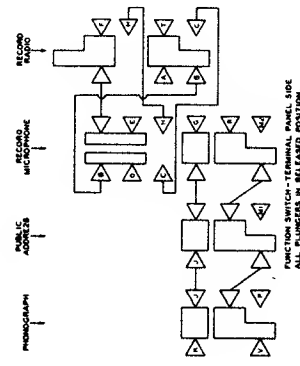 PHONOGRAPH
PUBLIC
ADDRESS
RECORD
MICROPHONE
RECORD
RADIO
J
V
P
J
J
B
O
C
E
G
R
F
A
B
T
FUNCTION SWITCH - TERMINAL PANEL SIDE
ALL PLUNGERS IN RELEASED POSITION